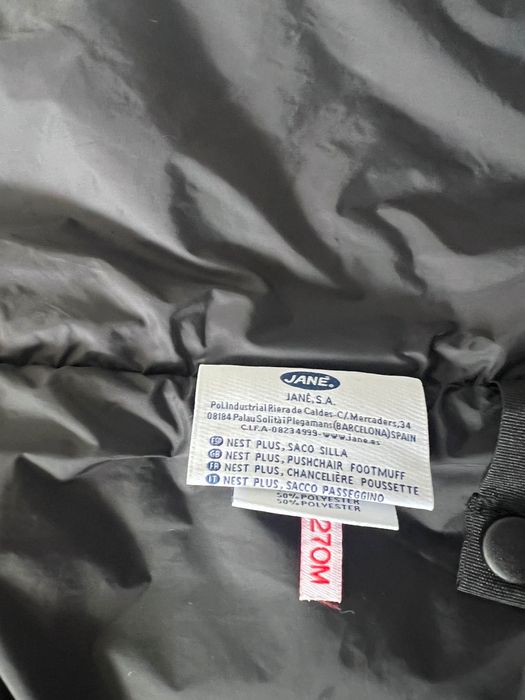 JANÉ.
JANÉ, S.A.
Pol.Industrial Riera de Caldes-C/Mercaders,34
08184 Palau Solità i Plegamans (BARCELONA) SPAIN
C.I.F.A-08234999-www.jane.es
ESP NEST PLUS, SACO SILLA
GB NEST PLUS, PUSHCHAIR FOOTMUFF
FR NEST PLUS, CHANCELIÈRE POUSSETTE
IT NEST PLUS, SACCO PASSEGGINO
50% POLYESTER
50% POLYESTER
270M